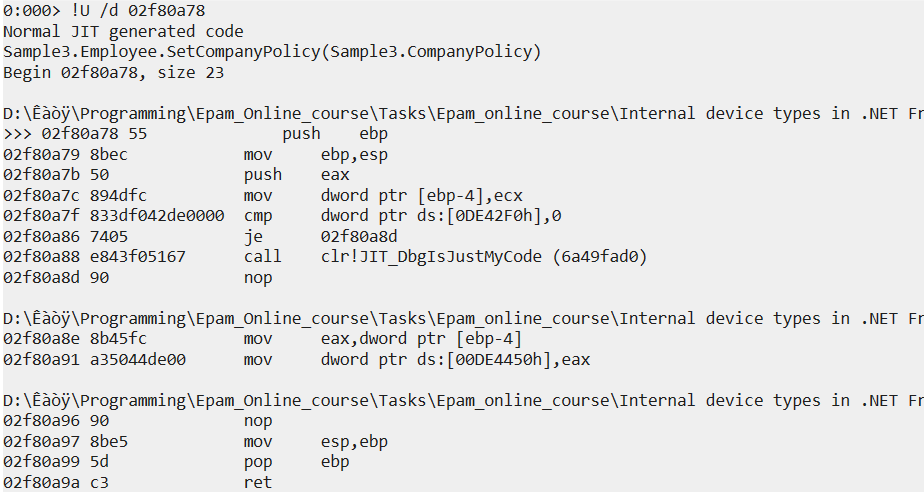 0:000> !U /d 02f80a78
Normal JIT generated code
Sample3.Employee.SetCompanyPolicy(Sample3.CompanyPolicy)
Begin 02f80a78, size 23

D:\Êàòÿ\Programming\Epam_Online_course\Tasks\Epam_online_course\Internal device types in .NET Fr
>>> 02f80a78 55 push ebp
02f80a79 8bec mov ebp,esp
02f80a7b 50 push eax
02f80a7c 894dfc mov dword ptr [ebp-4],ecx
02f80a7f 833df042de0000 cmp dword ptr ds:[0DE42F0h],0
02f80a86 7405 je 02f80a8d
02f80a88 e843f05167 call clr!JIT_DbgIsJustMyCode (6a49fad0)
02f80a8d 90 nop

D:\Êàòÿ\Programming\Epam_Online_course\Tasks\Epam_online_course\Internal device types in .NET Fr
02f80a8e 8b45fc mov eax,dword ptr [ebp-4]
02f80a91 a35044de00 mov dword ptr ds:[00DE4450h],eax

D:\Êàòÿ\Programming\Epam_Online_course\Tasks\Epam_online_course\Internal device types in .NET Fr
02f80a96 90 nop
02f80a97 8be5 mov esp,ebp
02f80a99 5d pop ebp
02f80a9a c3 ret